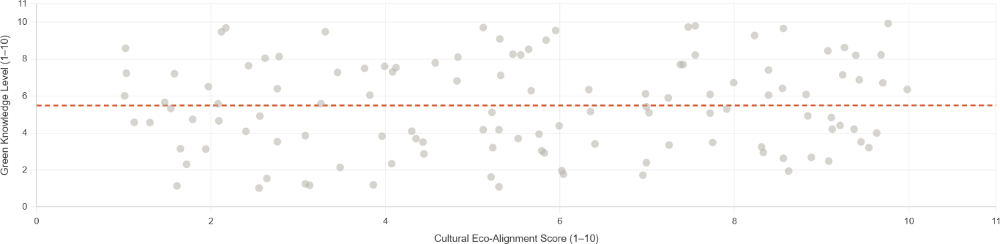 11
10
8
6
4
2
0
Green Knowledge Level (1–10)
0 2 4 6 8 10 11
Cultural Eco-Alignment Score (1–10)